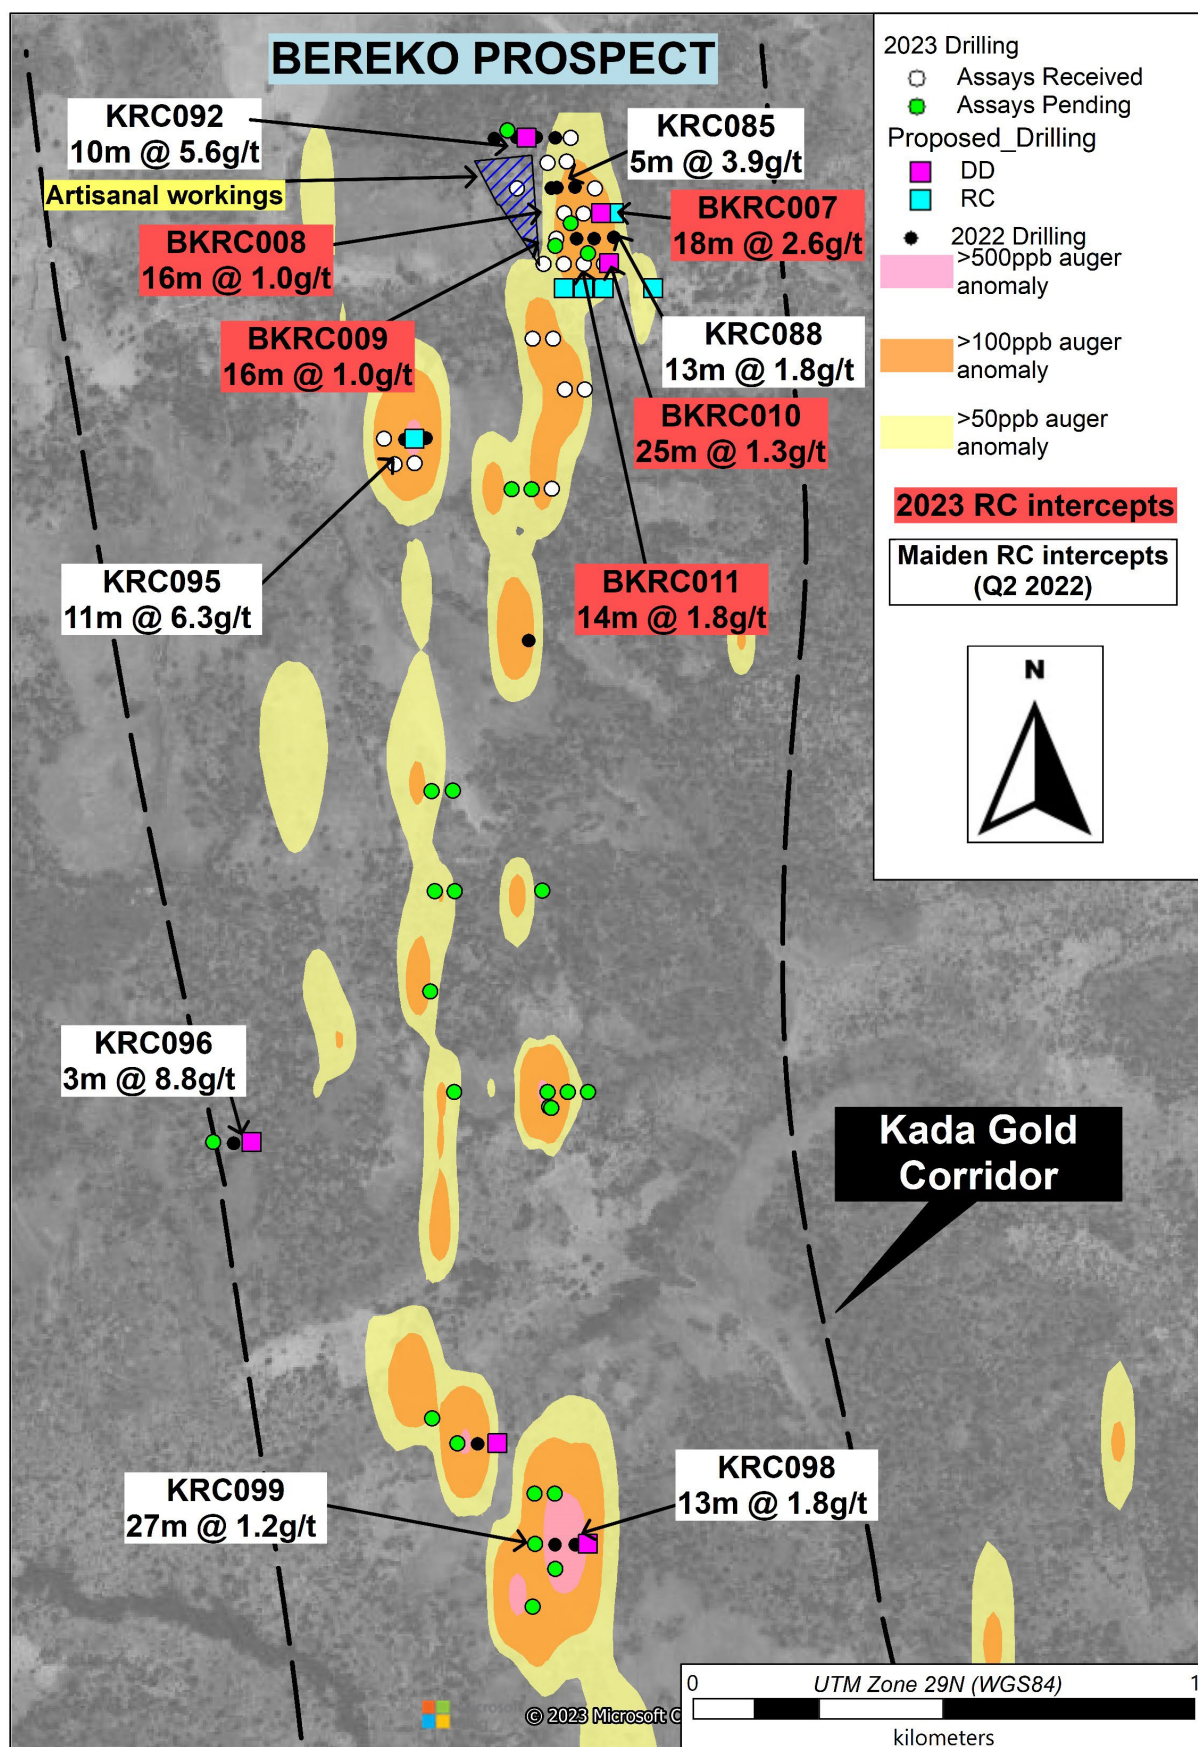 BEREKO PROSPECT
KRC092
10m @ 5.6g/t
Artisanal workings
KRC085
5m @ 3.9g/t
BKRC008
16m @ 1.0g/t
BKRC007
18m @ 2.6g/t
BKRC009
16m @ 1.0g/t
KRC088
13m @ 1.8g/t
BKRC010
25m @ 1.3g/t
KRC095
11m @ 6.3g/t
BKRC011
14m @ 1.8g/t
KRC096
3m @ 8.8g/t
Kada Gold
Corridor
KRC099
27m @ 1.2g/t
KRC098
13m @ 1.8g/t
2023 Drilling
Assays Received
Assays Pending
Proposed_Drilling
DD
RC
2022 Drilling
>500ppb auger
anomaly
>100ppb auger
anomaly
>50ppb auger
anomaly
2023 RC intercepts
Maiden RC intercepts
(Q2 2022)
N
© 2023 Microsoft C
0 UTM Zone 29N (WGS84) 1
kilometers